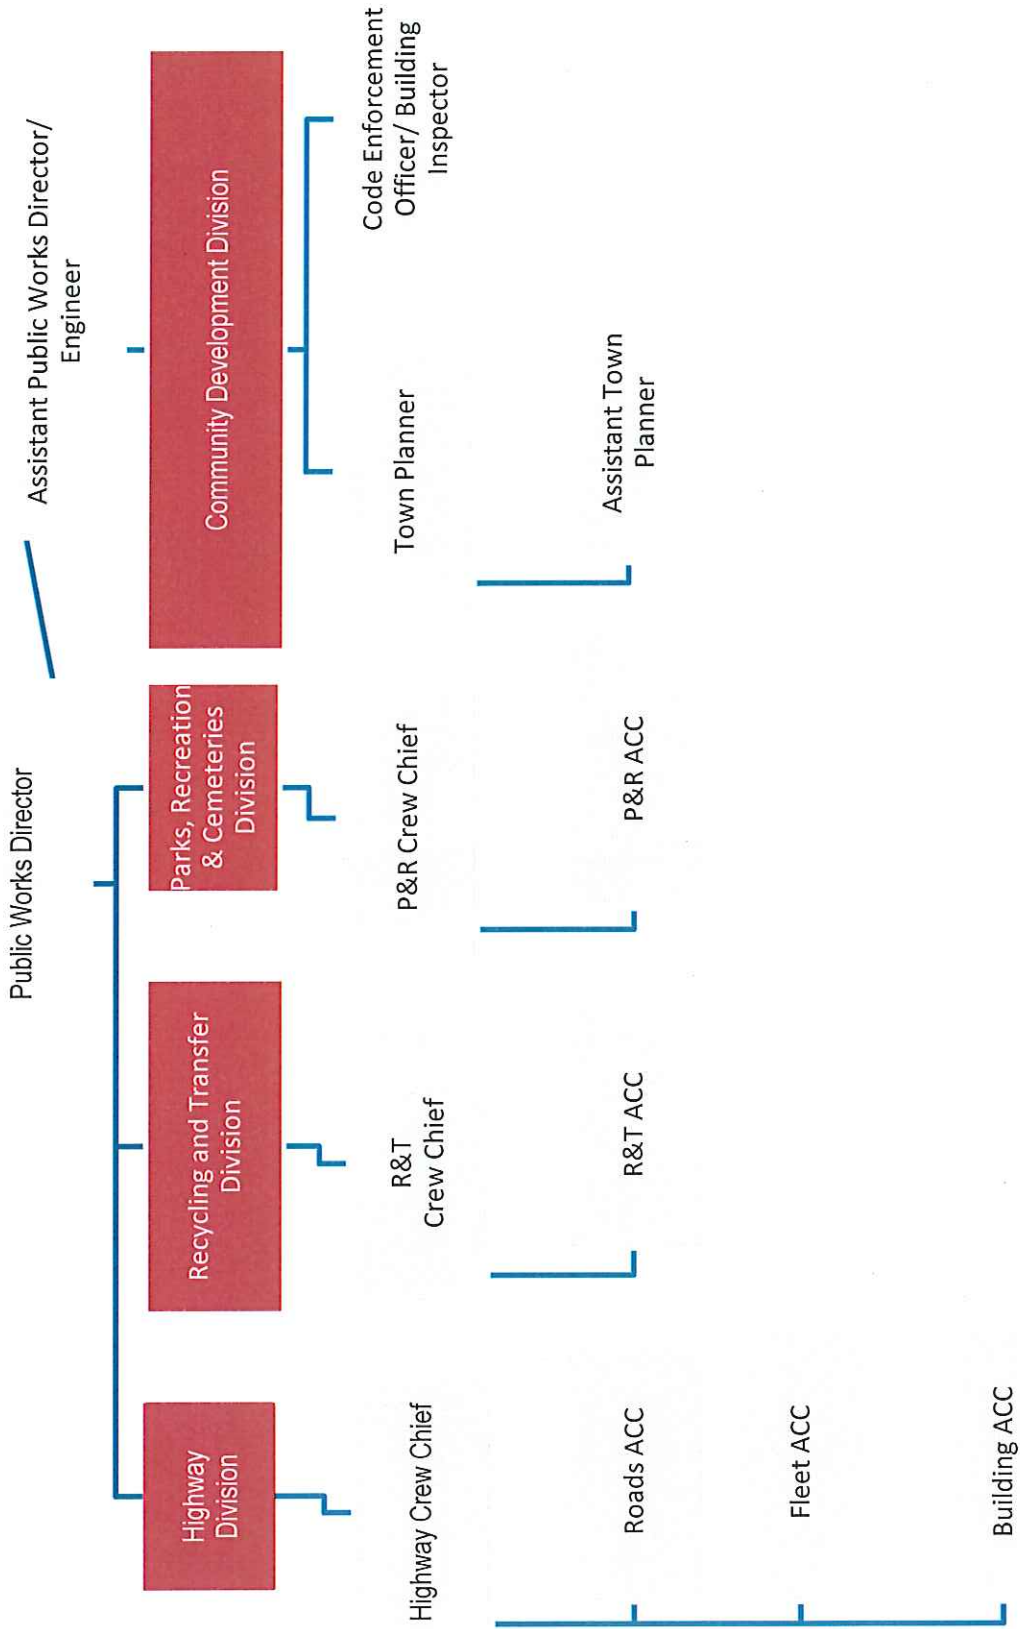 Public Works Director
Assistant Public Works Director/
Engineer
Highway
Division
Recycling and Transfer
Division
Parks, Recreation
& Cemeteries
Division
Community Development Division
Highway Crew Chief
R&T
Crew Chief
P&R Crew Chief
Town Planner
Code Enforcement
Officer/ Building
Inspector
Roads ACC
R&T ACC
P&R ACC
Assistant Town
Planner
Fleet ACC
Building ACC